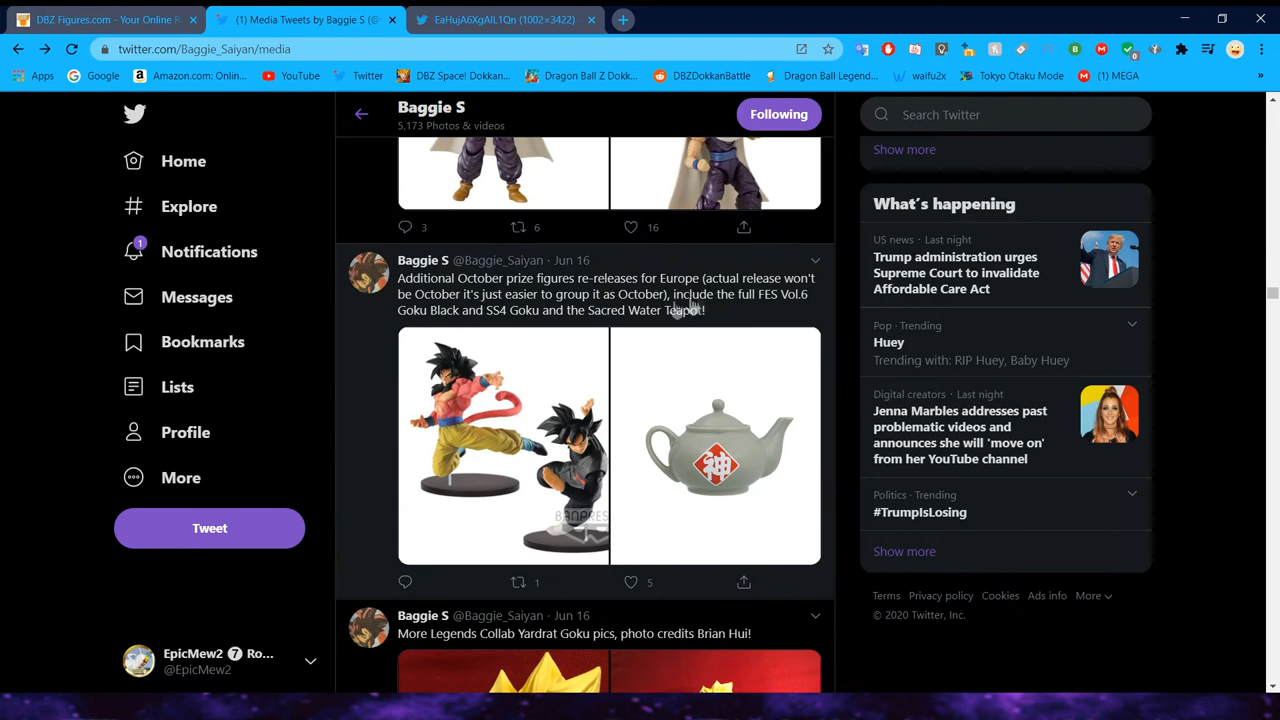 DBZ Figures.com - Your Online R
(1) Media Tweets by Baggie S (@
EaHujA6XgAIL1Qn (1002×3422)
twitter.com/Baggie_Saiyan/media
Apps
Google
Amazon.com: Onlin...
YouTube
Twitter
DBZ Space! Dokkan...
Dragon Ball Z Dokk...
DBZDokkanBattle
Dragon Ball Legend...
waifu2x
Tokyo Otaku Mode
(1) MEGA
»
Home
Explore
1
Notifications
Messages
Bookmarks
Lists
Profile
More
Tweet
EpicMew2 7 Ro...
@EpicMew2
Baggie S
5,173 Photos & videos
Following
3
6
16
Baggie S @Baggie_Saiyan · Jun 16
Additional October prize figures re-releases for Europe (actual release won't
be October it's just easier to group it as October), include the full FES Vol.6
Goku Black and SS4 Goku and the Sacred Water Teapot!
BANPRES
神
1
5
Baggie S @Baggie_Saiyan · Jun 16
More Legends Collab Yardrat Goku pics, photo credits Brian Hui!
Search Twitter
Show more
What's happening
US news · Last night
Trump administration urges
Supreme Court to invalidate
Affordable Care Act
Pop · Trending
Huey
Trending with: RIP Huey, Baby Huey
Digital creators · Last night
Jenna Marbles addresses past
problematic videos and
announces she will 'move on'
from her YouTube channel
Politics · Trending
#TrumpIsLosing
Show more
Terms Privacy policy Cookies Ads info More
© 2020 Twitter, Inc.